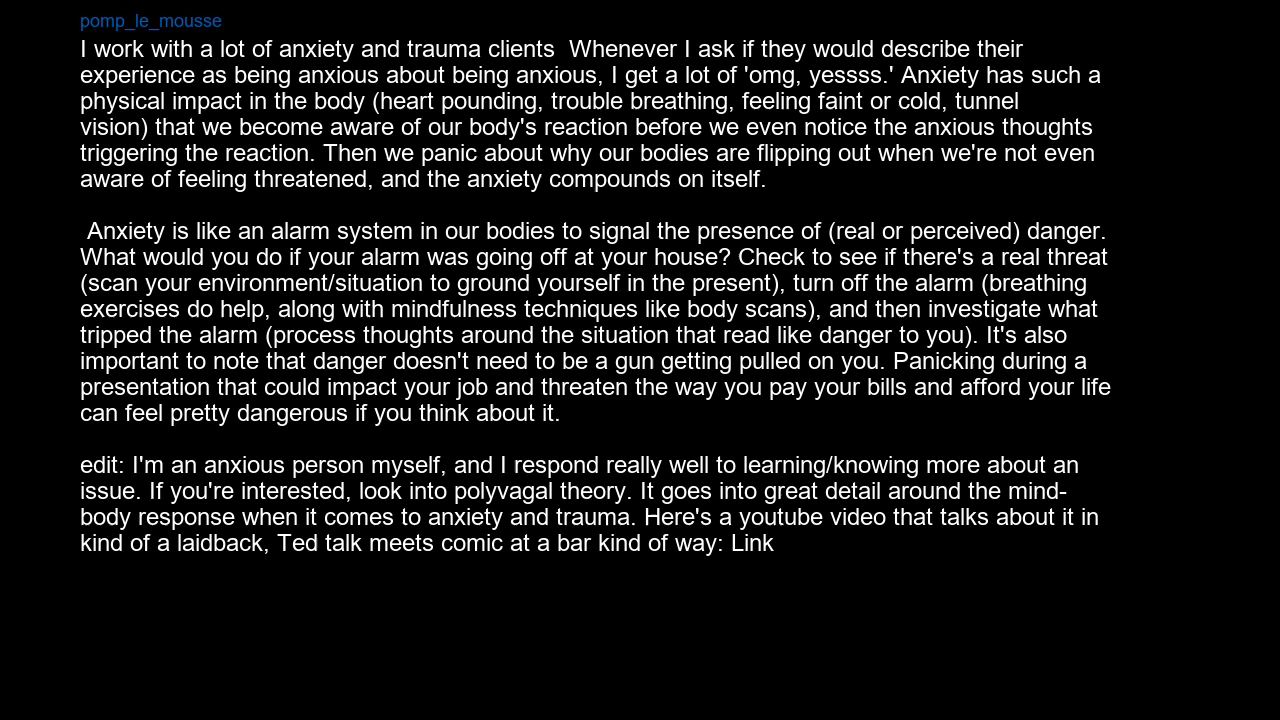 pomp_le_mousse
I work with a lot of anxiety and trauma clients  Whenever I ask if they would describe their
experience as being anxious about being anxious, I get a lot of 'omg, yessss.' Anxiety has such a
physical impact in the body (heart pounding, trouble breathing, feeling faint or cold, tunnel
vision) that we become aware of our body's reaction before we even notice the anxious thoughts
triggering the reaction. Then we panic about why our bodies are flipping out when we're not even
aware of feeling threatened, and the anxiety compounds on itself.
Anxiety is like an alarm system in our bodies to signal the presence of (real or perceived) danger.
What would you do if your alarm was going off at your house? Check to see if there's a real threat
(scan your environment/situation to ground yourself in the present), turn off the alarm (breathing
exercises do help, along with mindfulness techniques like body scans), and then investigate what
tripped the alarm (process thoughts around the situation that read like danger to you). It's also
important to note that danger doesn't need to be a gun getting pulled on you. Panicking during a
presentation that could impact your job and threaten the way you pay your bills and afford your life
can feel pretty dangerous if you think about it.
edit: I'm an anxious person myself, and I respond really well to learning/knowing more about an
issue. If you're interested, look into polyvagal theory. It goes into great detail around the mind-
body response when it comes to anxiety and trauma. Here's a youtube video that talks about it in
kind of a laidback, Ted talk meets comic at a bar kind of way: Link